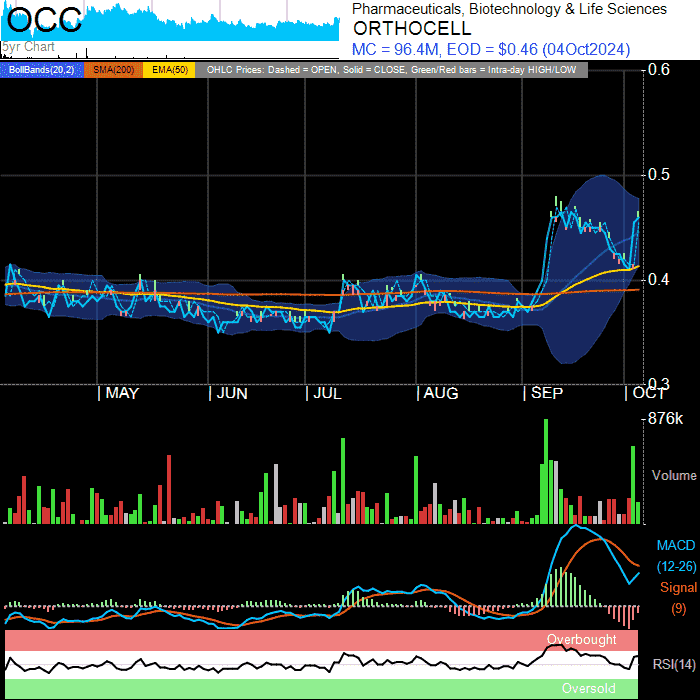 OCC
5yr Chart
Pharmaceuticals, Biotechnology & Life Sciences
ORTHOCELL
MC = 96.4M, EOD = $0.46 (04Oct2024)
BollBands(20,2) SMA(200) EMA(50) OHLC Prices: Dashed = OPEN, Solid = CLOSE, Green/Red bars = Intra-day HIGH/LOW
0.6
0.5
0.4
0.3
MAY JUN JUL AUG SEP OCT
876k
Volume
MACD
(12-26)
Signal
(9)
Overbought
RSI(14)
Oversold